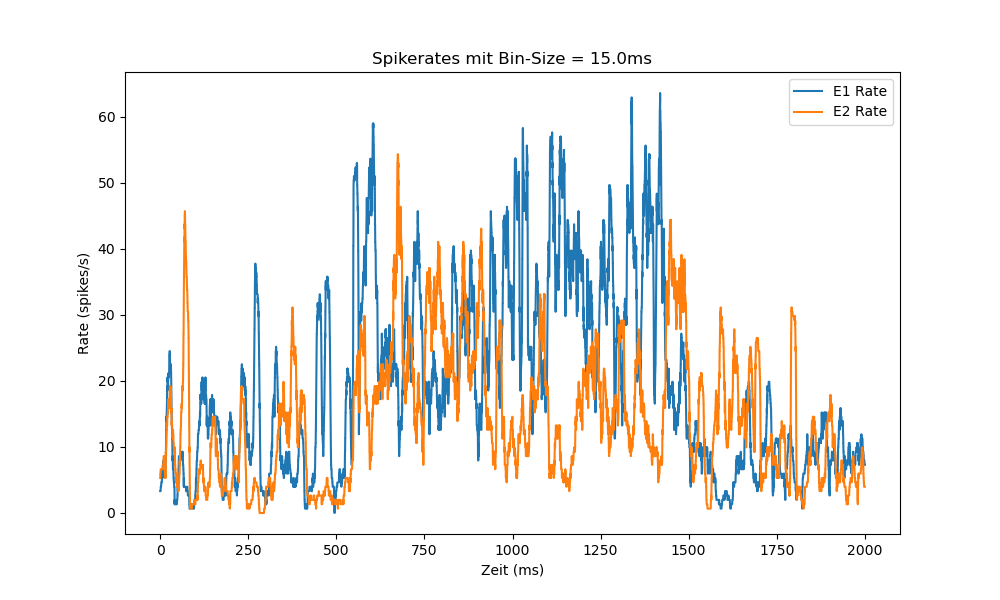 Spikerates mit Bin-Size = 15.0ms
E1 Rate
E2 Rate
Rate (spikes/s)
60
50
40
30
20
10
0
0 250 500 750 1000 1250 1500 1750 2000
Zeit (ms)